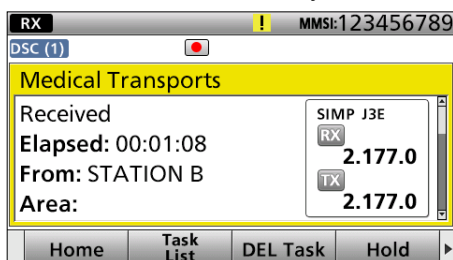 RX ! MMSI:123456789
DSC (1)
Medical Transports
Received
Elapsed: 00:01:08
From: STATION B
Area:
SIMP J3E
RX
2.177.0
TX
2.177.0
Home Task List DEL Task Hold